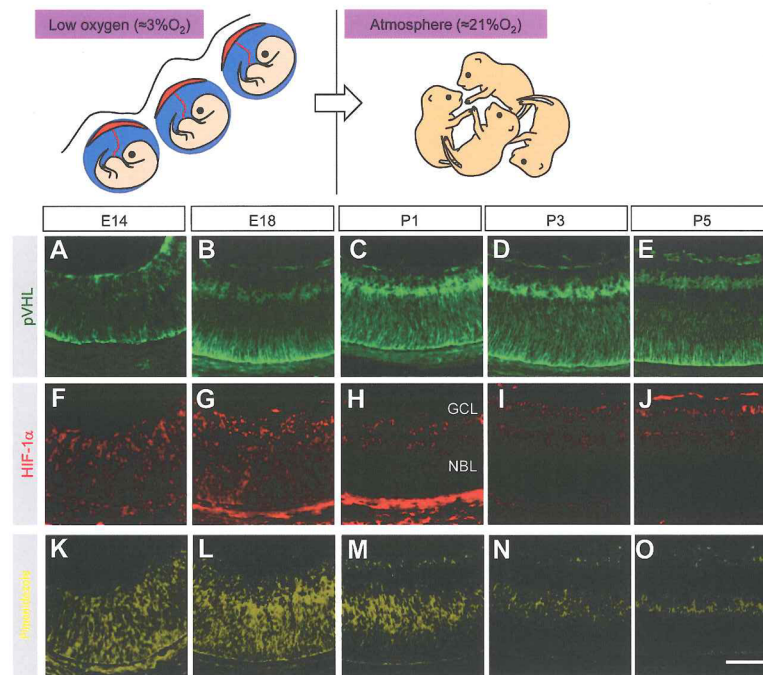 Low oxygen (≈3%O₂)
Atmosphere (≈21%O₂)
E14
E18
P1
P3
P5
pVHL
A
B
C
D
E
HIF-1α
F
G
H
GCL
NBL
I
J
K
L
M
N
O